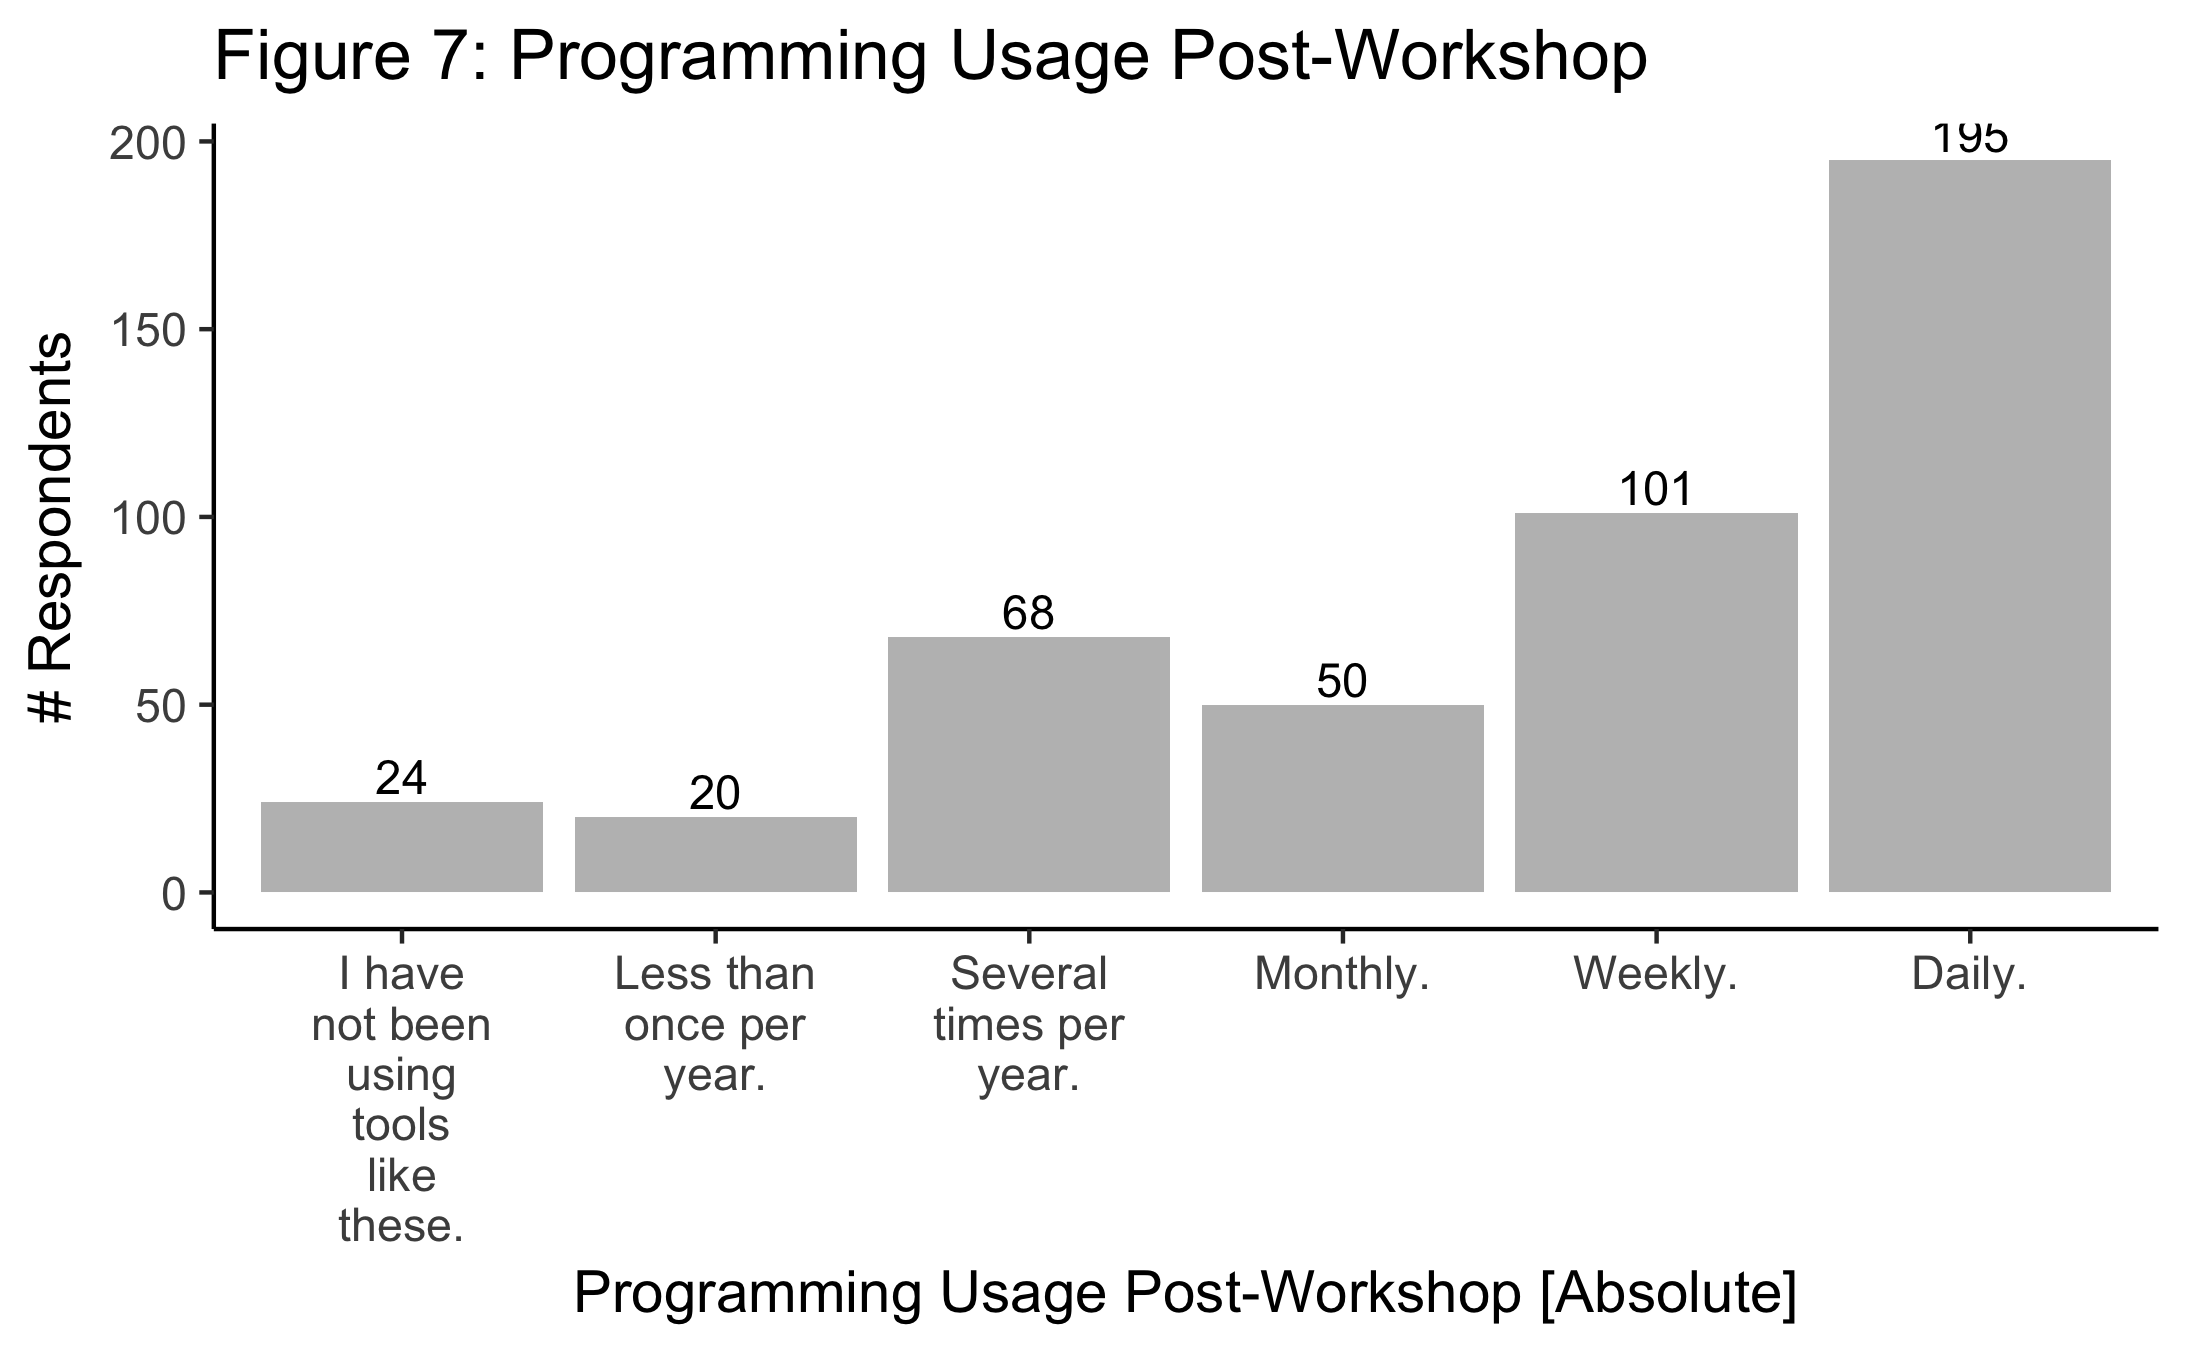 Figure 7: Programming Usage Post-Workshop
# Respondents
200
150
100
50
0
24
20
68
50
101
195
I have
not been
using
tools
like
these.
Less than
once per
year.
Several
times per
year.
Monthly.
Weekly.
Daily.
Programming Usage Post-Workshop [Absolute]